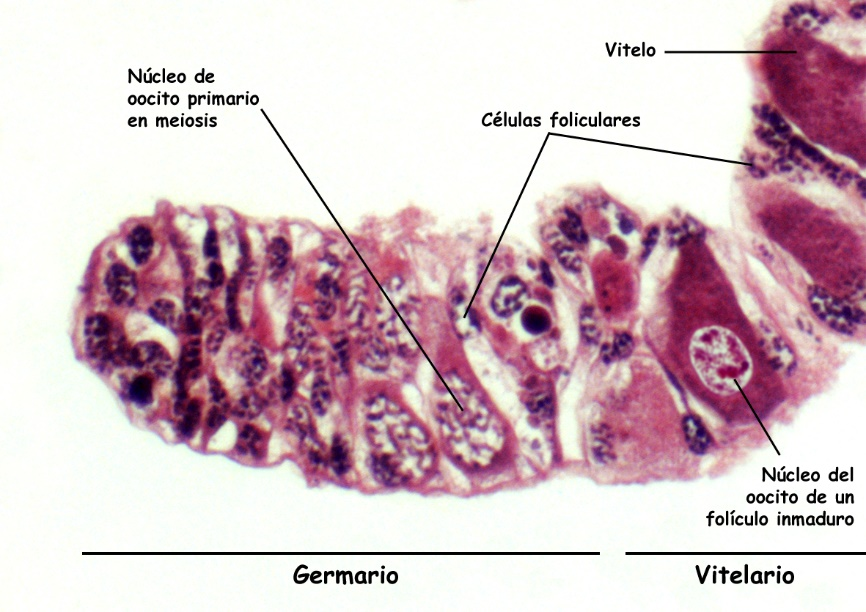 Vitelo
Núcleo de
oocito primario
en meiosis
Células foliculares
Núcleo del
oocito de un
folículo inmaduro
Germario
Vitelario